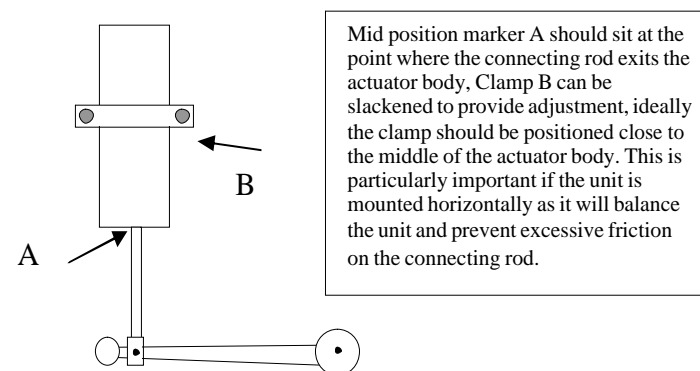 Mid position marker A should sit at the
point where the connecting rod exits the
actuator body, Clamp B can be
slackened to provide adjustment, ideally
the clamp should be positioned close to
the middle of the actuator body. This is
particularly important if the unit is
mounted horizontally as it will balance
the unit and prevent excessive friction
on the connecting rod.
B
A